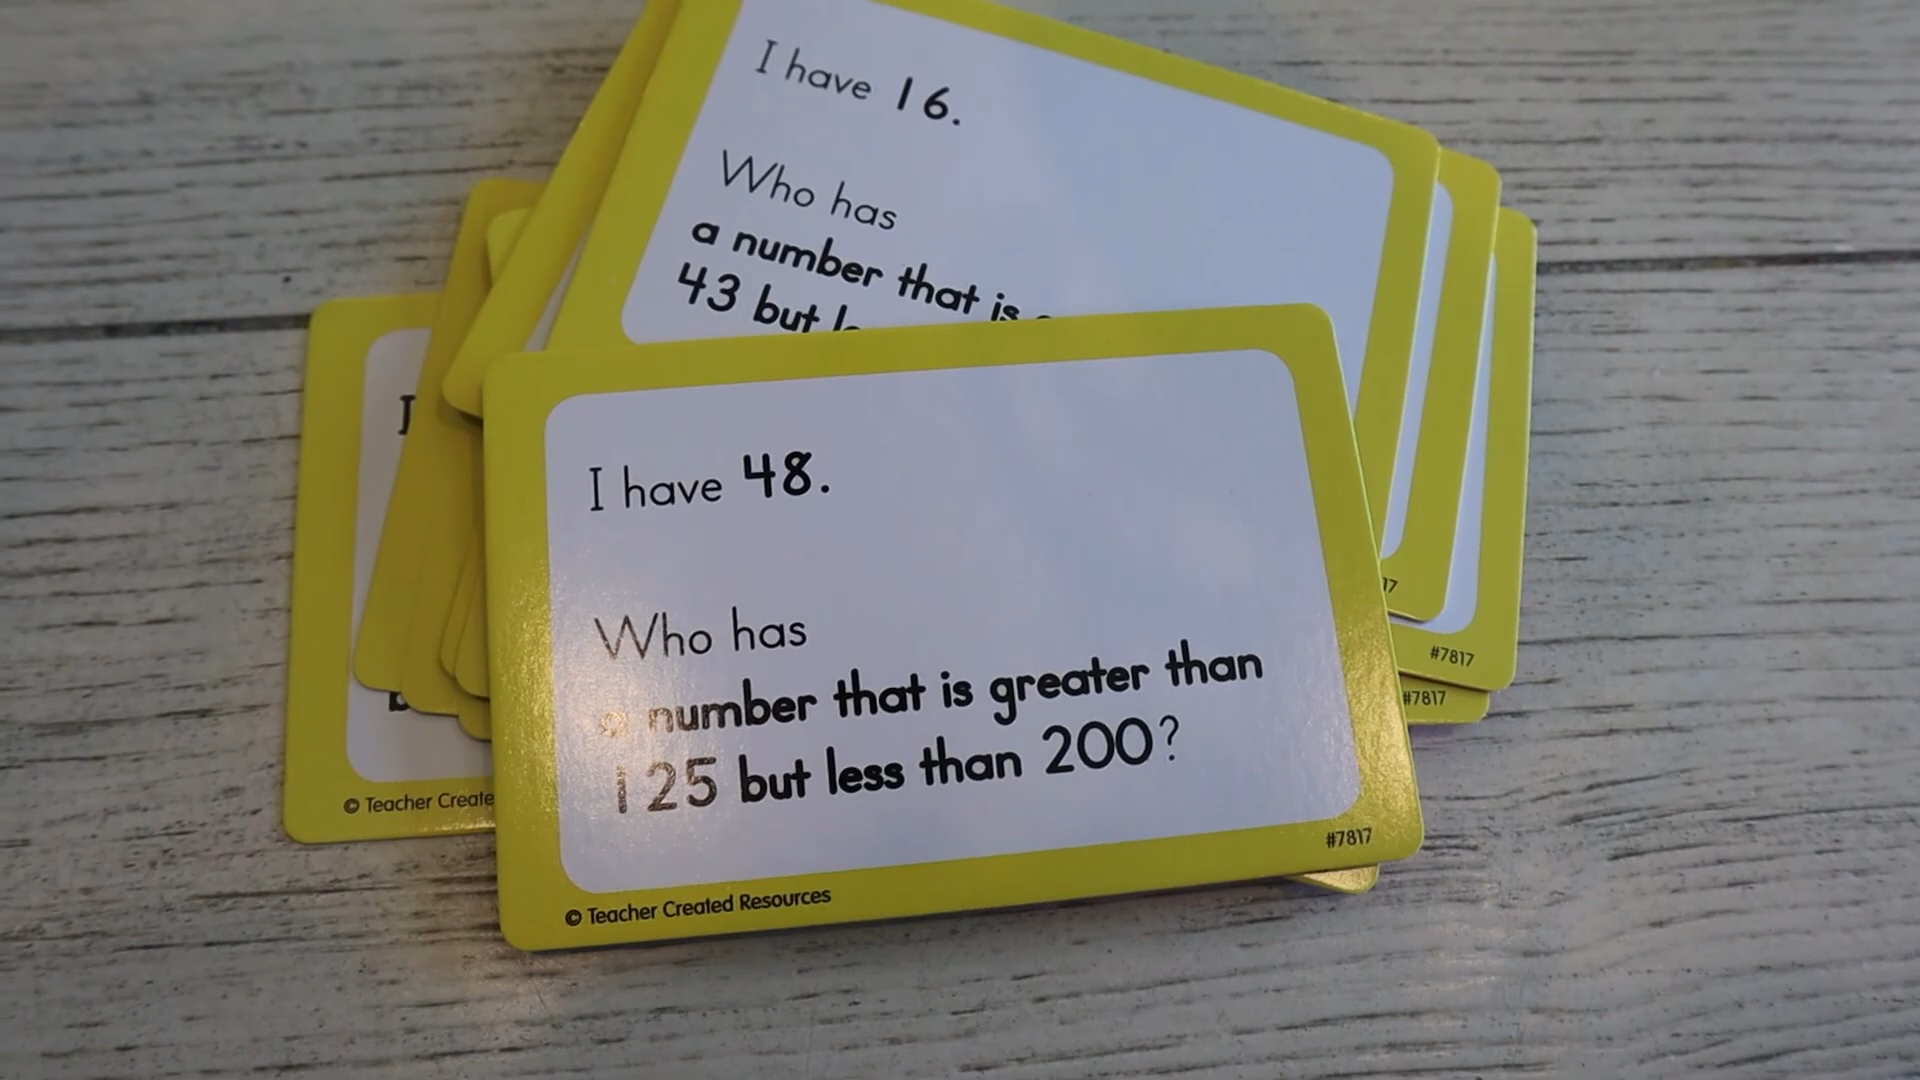 I have 16.
Who has
a number that is
43 but
I have 48.
Who has
a number that is greater than
125 but less than 200?
#7817
© Teacher Created Resources
© Teacher Create
I
b
17
#7817
#7817